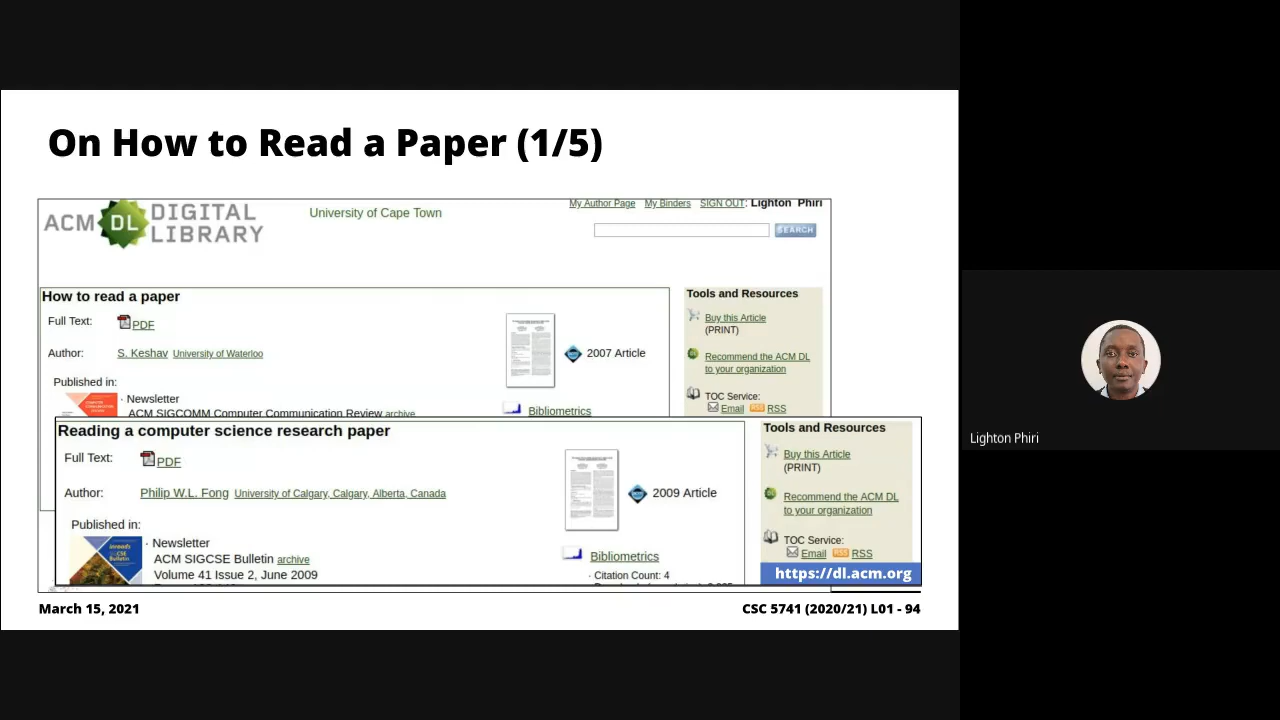 On How to Read a Paper (1/5)
ACM DL DIGITAL LIBRARY
University of Cape Town
My Author Page My Binders SIGN OUT: Lighton Phiri
SEARCH
How to read a paper
Full Text: PDF
Author: S. Keshav University of Waterloo
2007 Article
Published in:
· Newsletter
ACM SIGCOMM Computer Communication Review archive
Bibliometrics
Tools and Resources
Buy this Article
(PRINT)
Recommend the ACM DL
to your organization
TOC Service:
Email RSS RSS
Reading a computer science research paper
Full Text: PDF
Author: Philip W.L. Fong University of Calgary, Calgary, Alberta, Canada
2009 Article
Published in:
inroads
CSE
Bulletin
· Newsletter
ACM SIGCSE Bulletin archive
Volume 41 Issue 2, June 2009
Bibliometrics
· Citation Count: 4
Tools and Resources
Buy this Article
(PRINT)
Recommend the ACM DL
to your organization
TOC Service:
Email RSS RSS
https://dl.acm.org
March 15, 2021
CSC 5741 (2020/21) L01 - 94
Lighton Phiri